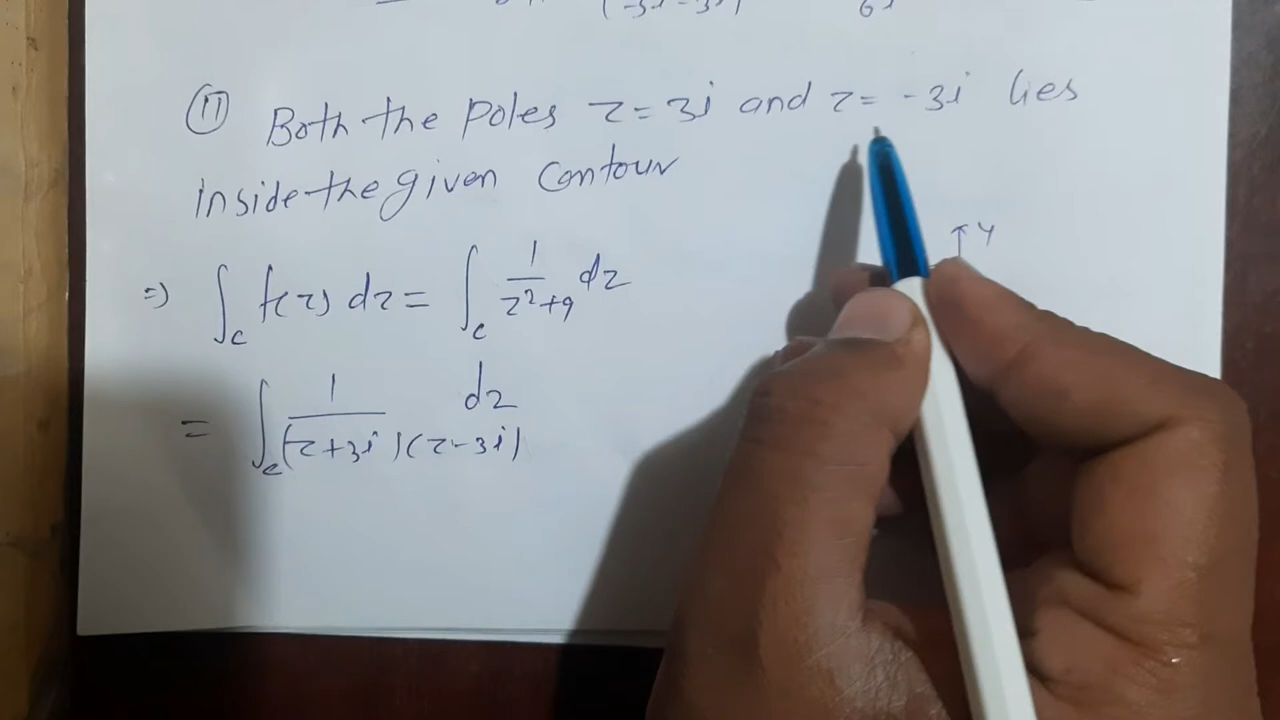 (11) Both the Poles z = 3i and z = -3i lies
inside the given Contour
=) ∫c f(z) dz = ∫c 1/(z²+9) dz
= ∫c 1/((z+3i)(z-3i)) dz
↑ Y